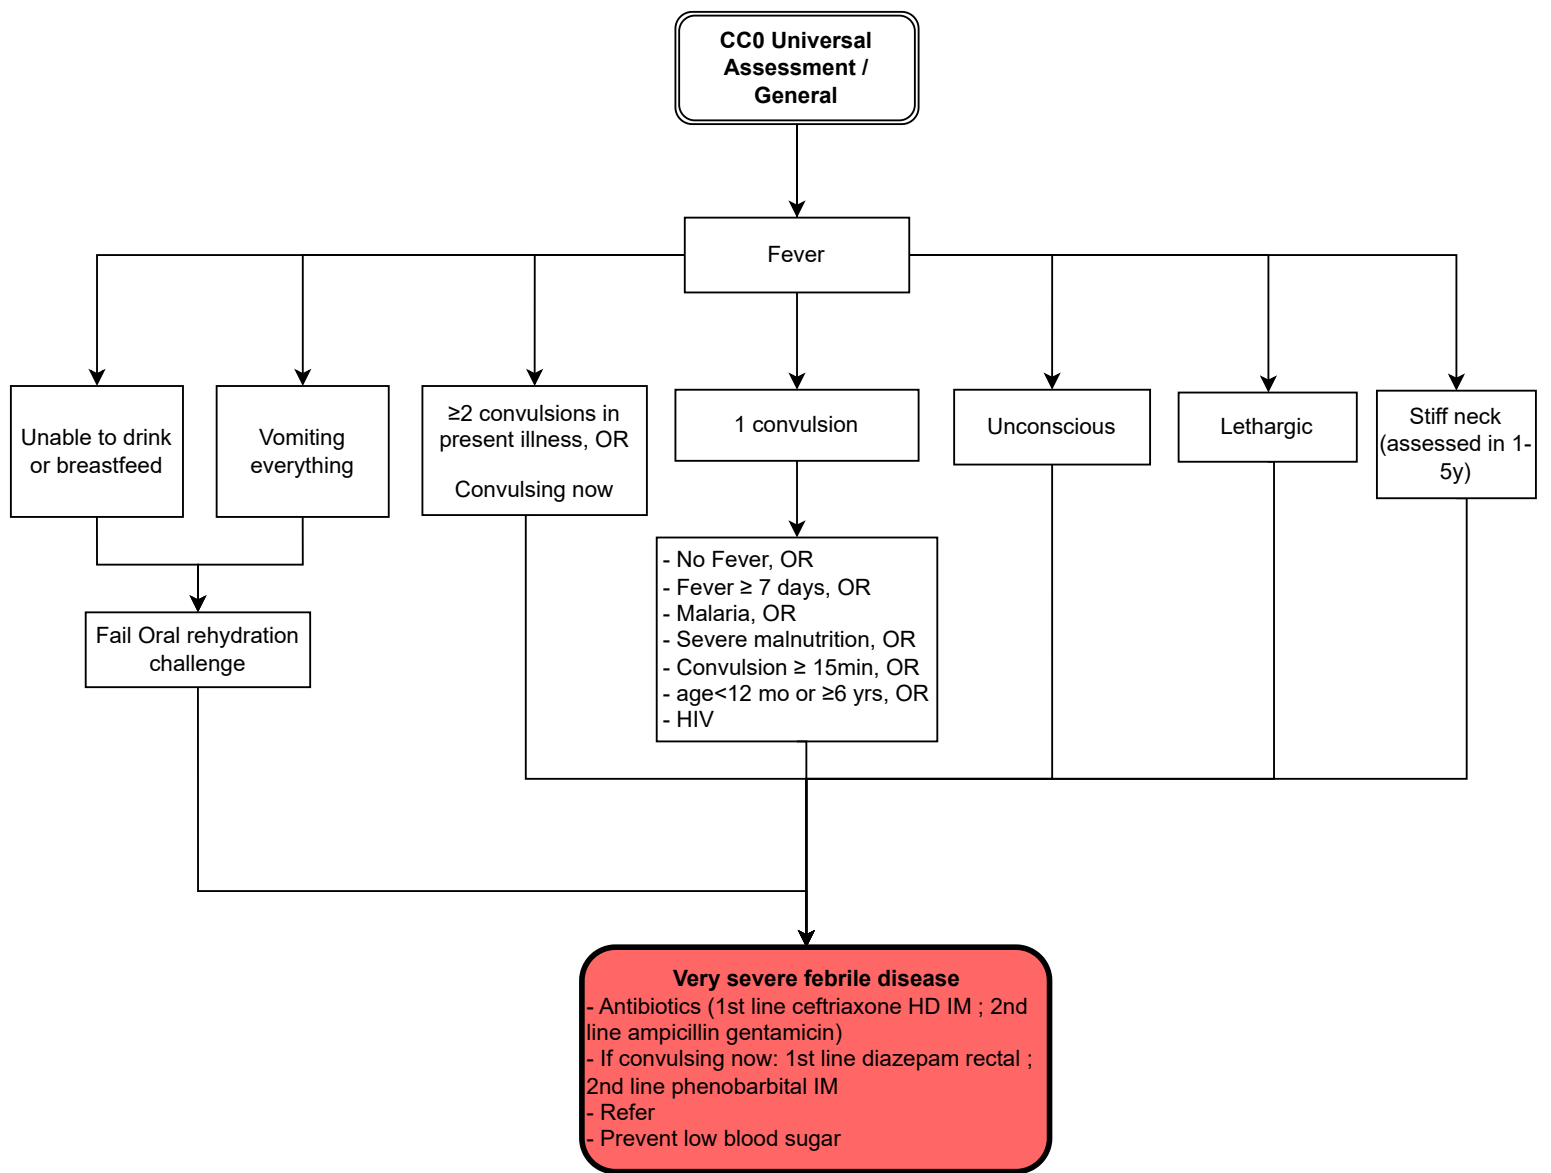 CC0 Universal
Assessment /
General
Fever
Unable to drink
or breastfeed
Vomiting
everything
≥2 convulsions in
present illness, OR
Convulsing now
1 convulsion
Unconscious
Lethargic
Stiff neck
(assessed in 1-
5y)
- No Fever, OR
- Fever ≥ 7 days, OR
- Malaria, OR
- Severe malnutrition, OR
- Convulsion ≥ 15min, OR
- age<12 mo or ≥6 yrs, OR
- HIV
Fail Oral rehydration
challenge
Very severe febrile disease
- Antibiotics (1st line ceftriaxone HD IM ; 2nd
line ampicillin gentamicin)
- If convulsing now: 1st line diazepam rectal ;
2nd line phenobarbital IM
- Refer
- Prevent low blood sugar